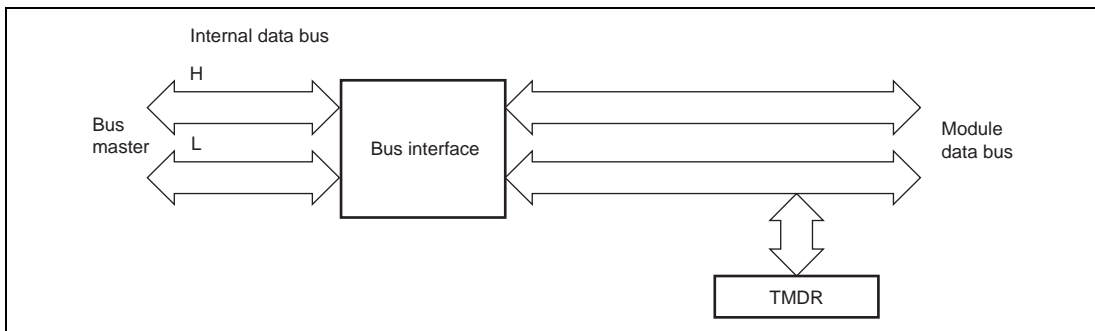 Internal data bus
H
Bus
master
L
Bus interface
Module
data bus
TMDR